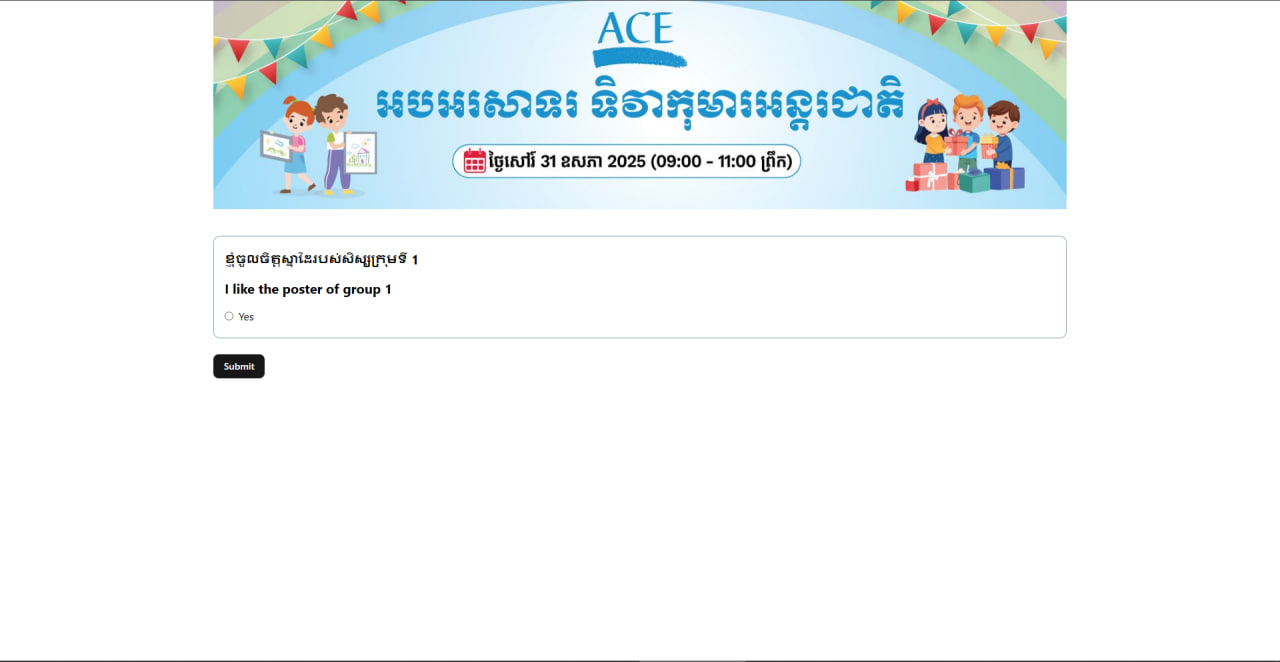 ACE
អបអរសាទរ ទិវាកុមារអន្តរជាតិ
ថ្ងៃសៅរ៍ 31 ឧសភា 2025 (09:00 - 11:00 ព្រឹក)
ខ្ញុំចូលចិត្តស្នាដៃរបស់សិស្សក្រុមទី 1
I like the poster of group 1
Yes
Submit